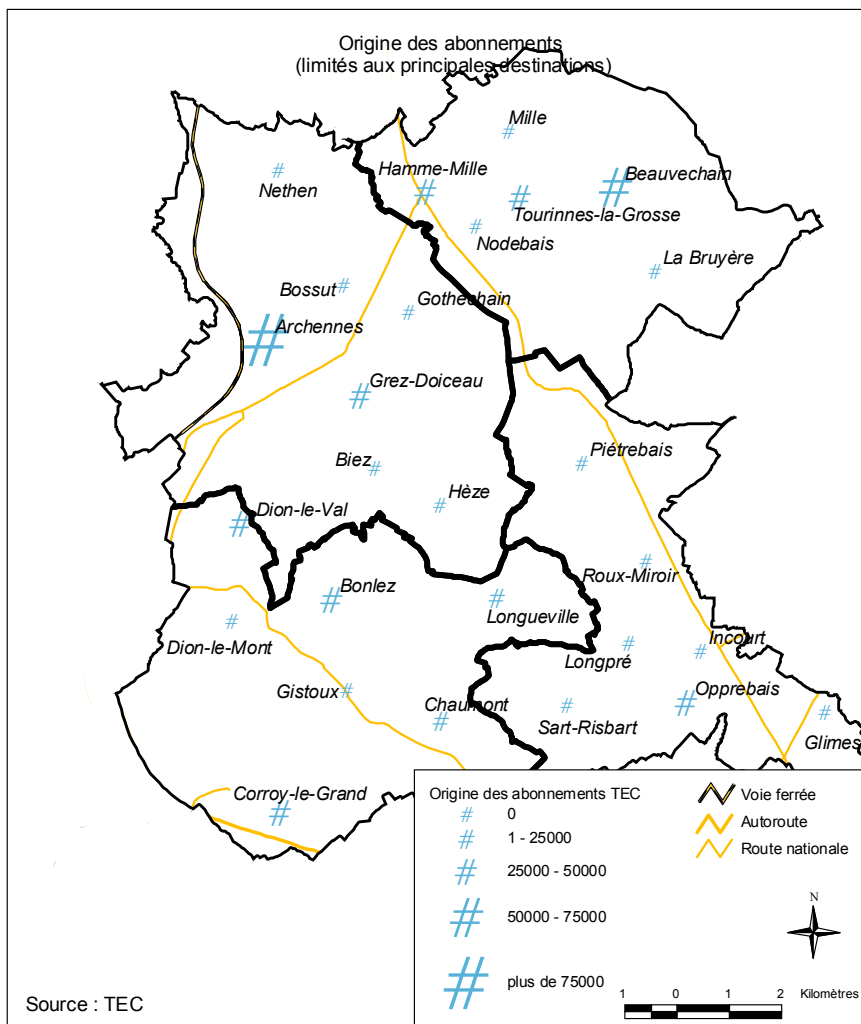 Origine des abonnements
(limités aux principales destinations)
Mille
Hamme-Mille
Beauvechain
Nethen
Tourinnes-la-Grosse
Nodebais
La Bruyère
Bossut
Gothechain
Archennes
Grez-Doiceau
Piétrebais
Biez
Hèze
Dion-le-Val
Roux-Miroir
Bonlez
Longueville
Incourt
Dion-le-Mont
Longpré
Gistoux
Opprebais
Chaumont
Sart-Risbart
Glimes
Corroy-le-Grand
Origine des abonnements TEC
0
1 - 25000
25000 - 50000
50000 - 75000
plus de 75000
Voie ferrée
Autoroute
Route nationale
N
1 0 1 2 Kilomètres
Source : TEC